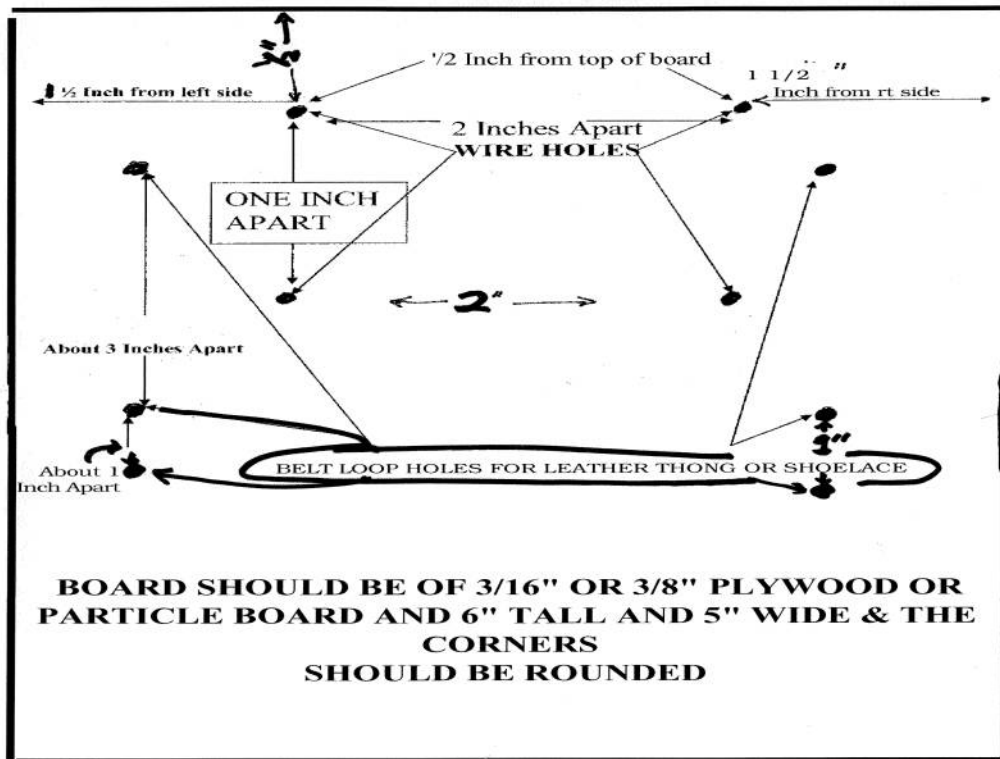 ½"
'/2 Inch from top of board
1 ½ Inch from left side
1 1/2 "
Inch from rt side
2 Inches Apart
WIRE HOLES
ONE INCH
APART
2"
About 3 Inches Apart
1"
About 1
Inch Apart
BELT LOOP HOLES FOR LEATHER THONG OR SHOELACE
BOARD SHOULD BE OF 3/16" OR 3/8" PLYWOOD OR
PARTICLE BOARD AND 6" TALL AND 5" WIDE & THE
CORNERS
SHOULD BE ROUNDED